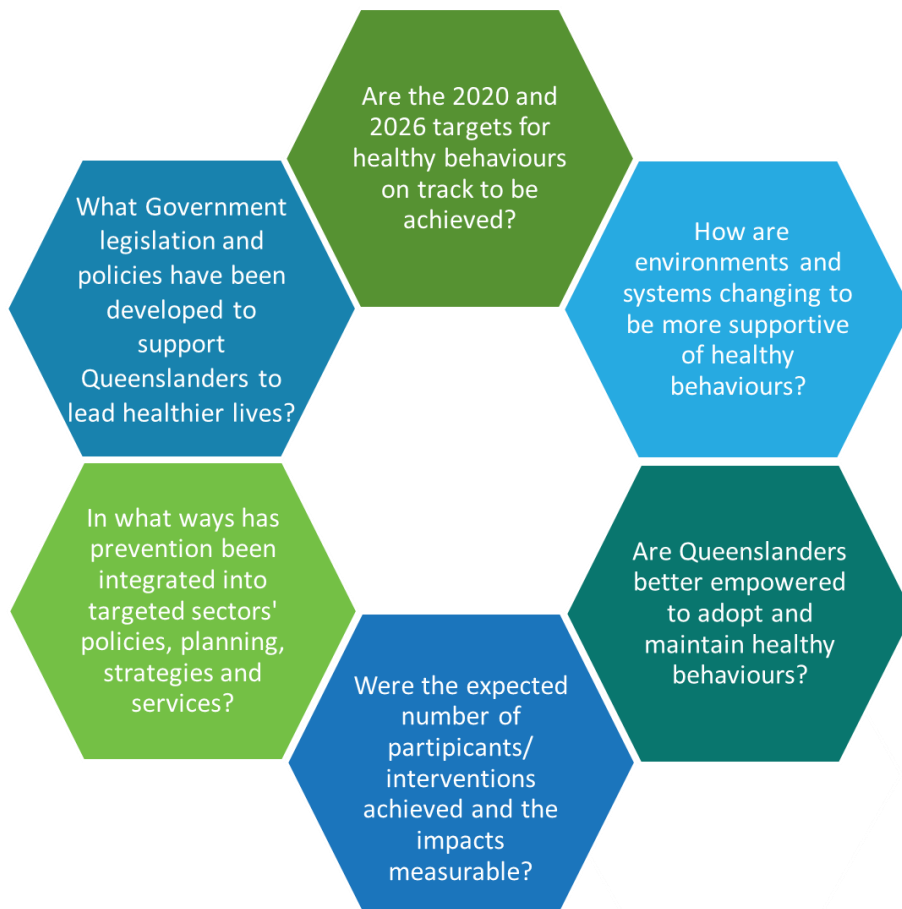 Are the 2020 and
2026 targets for
healthy behaviours
on track to be
achieved?
How are
environments and
systems changing to
be more supportive
of healthy
behaviours?
Are Queenslanders
better empowered
to adopt and
maintain healthy
behaviours?
Were the expected
number of
partipicants/
interventions
achieved and the
impacts
measurable?
In what ways has
prevention been
integrated into
targeted sectors'
policies, planning,
strategies and
services?
What Government
legislation and
policies have been
developed to
support
Queenslanders to
lead healthier lives?